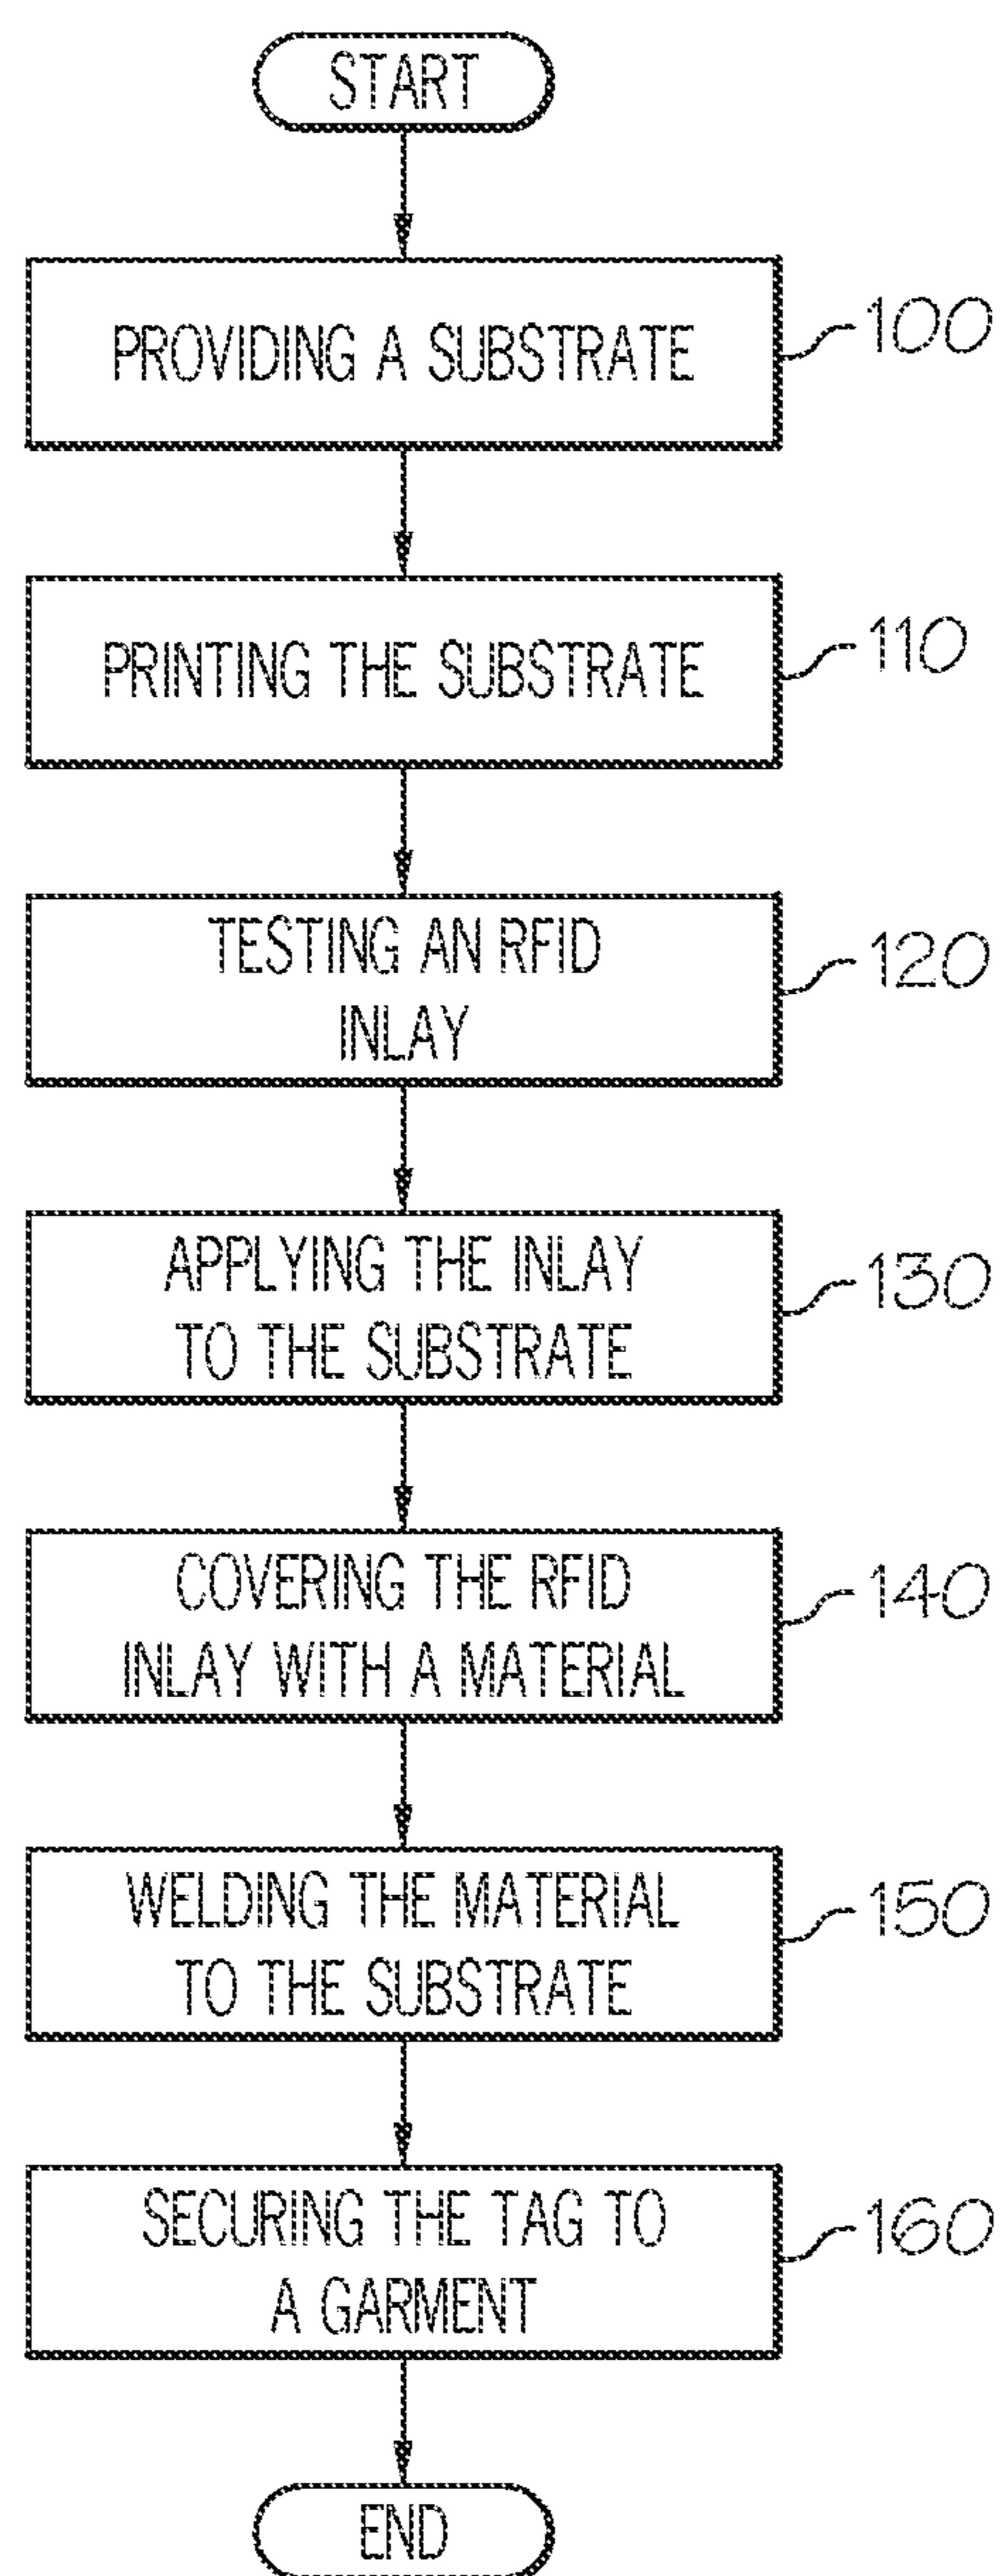 START
PROVIDING A SUBSTRATE
100
PRINTING THE SUBSTRATE
110
TESTING AN RFID
INLAY
120
APPLYING THE INLAY
TO THE SUBSTRATE
130
COVERING THE RFID
INLAY WITH A MATERIAL
140
WELDING THE MATERIAL
TO THE SUBSTRATE
150
SECURING THE TAG TO
A GARMENT
160
END